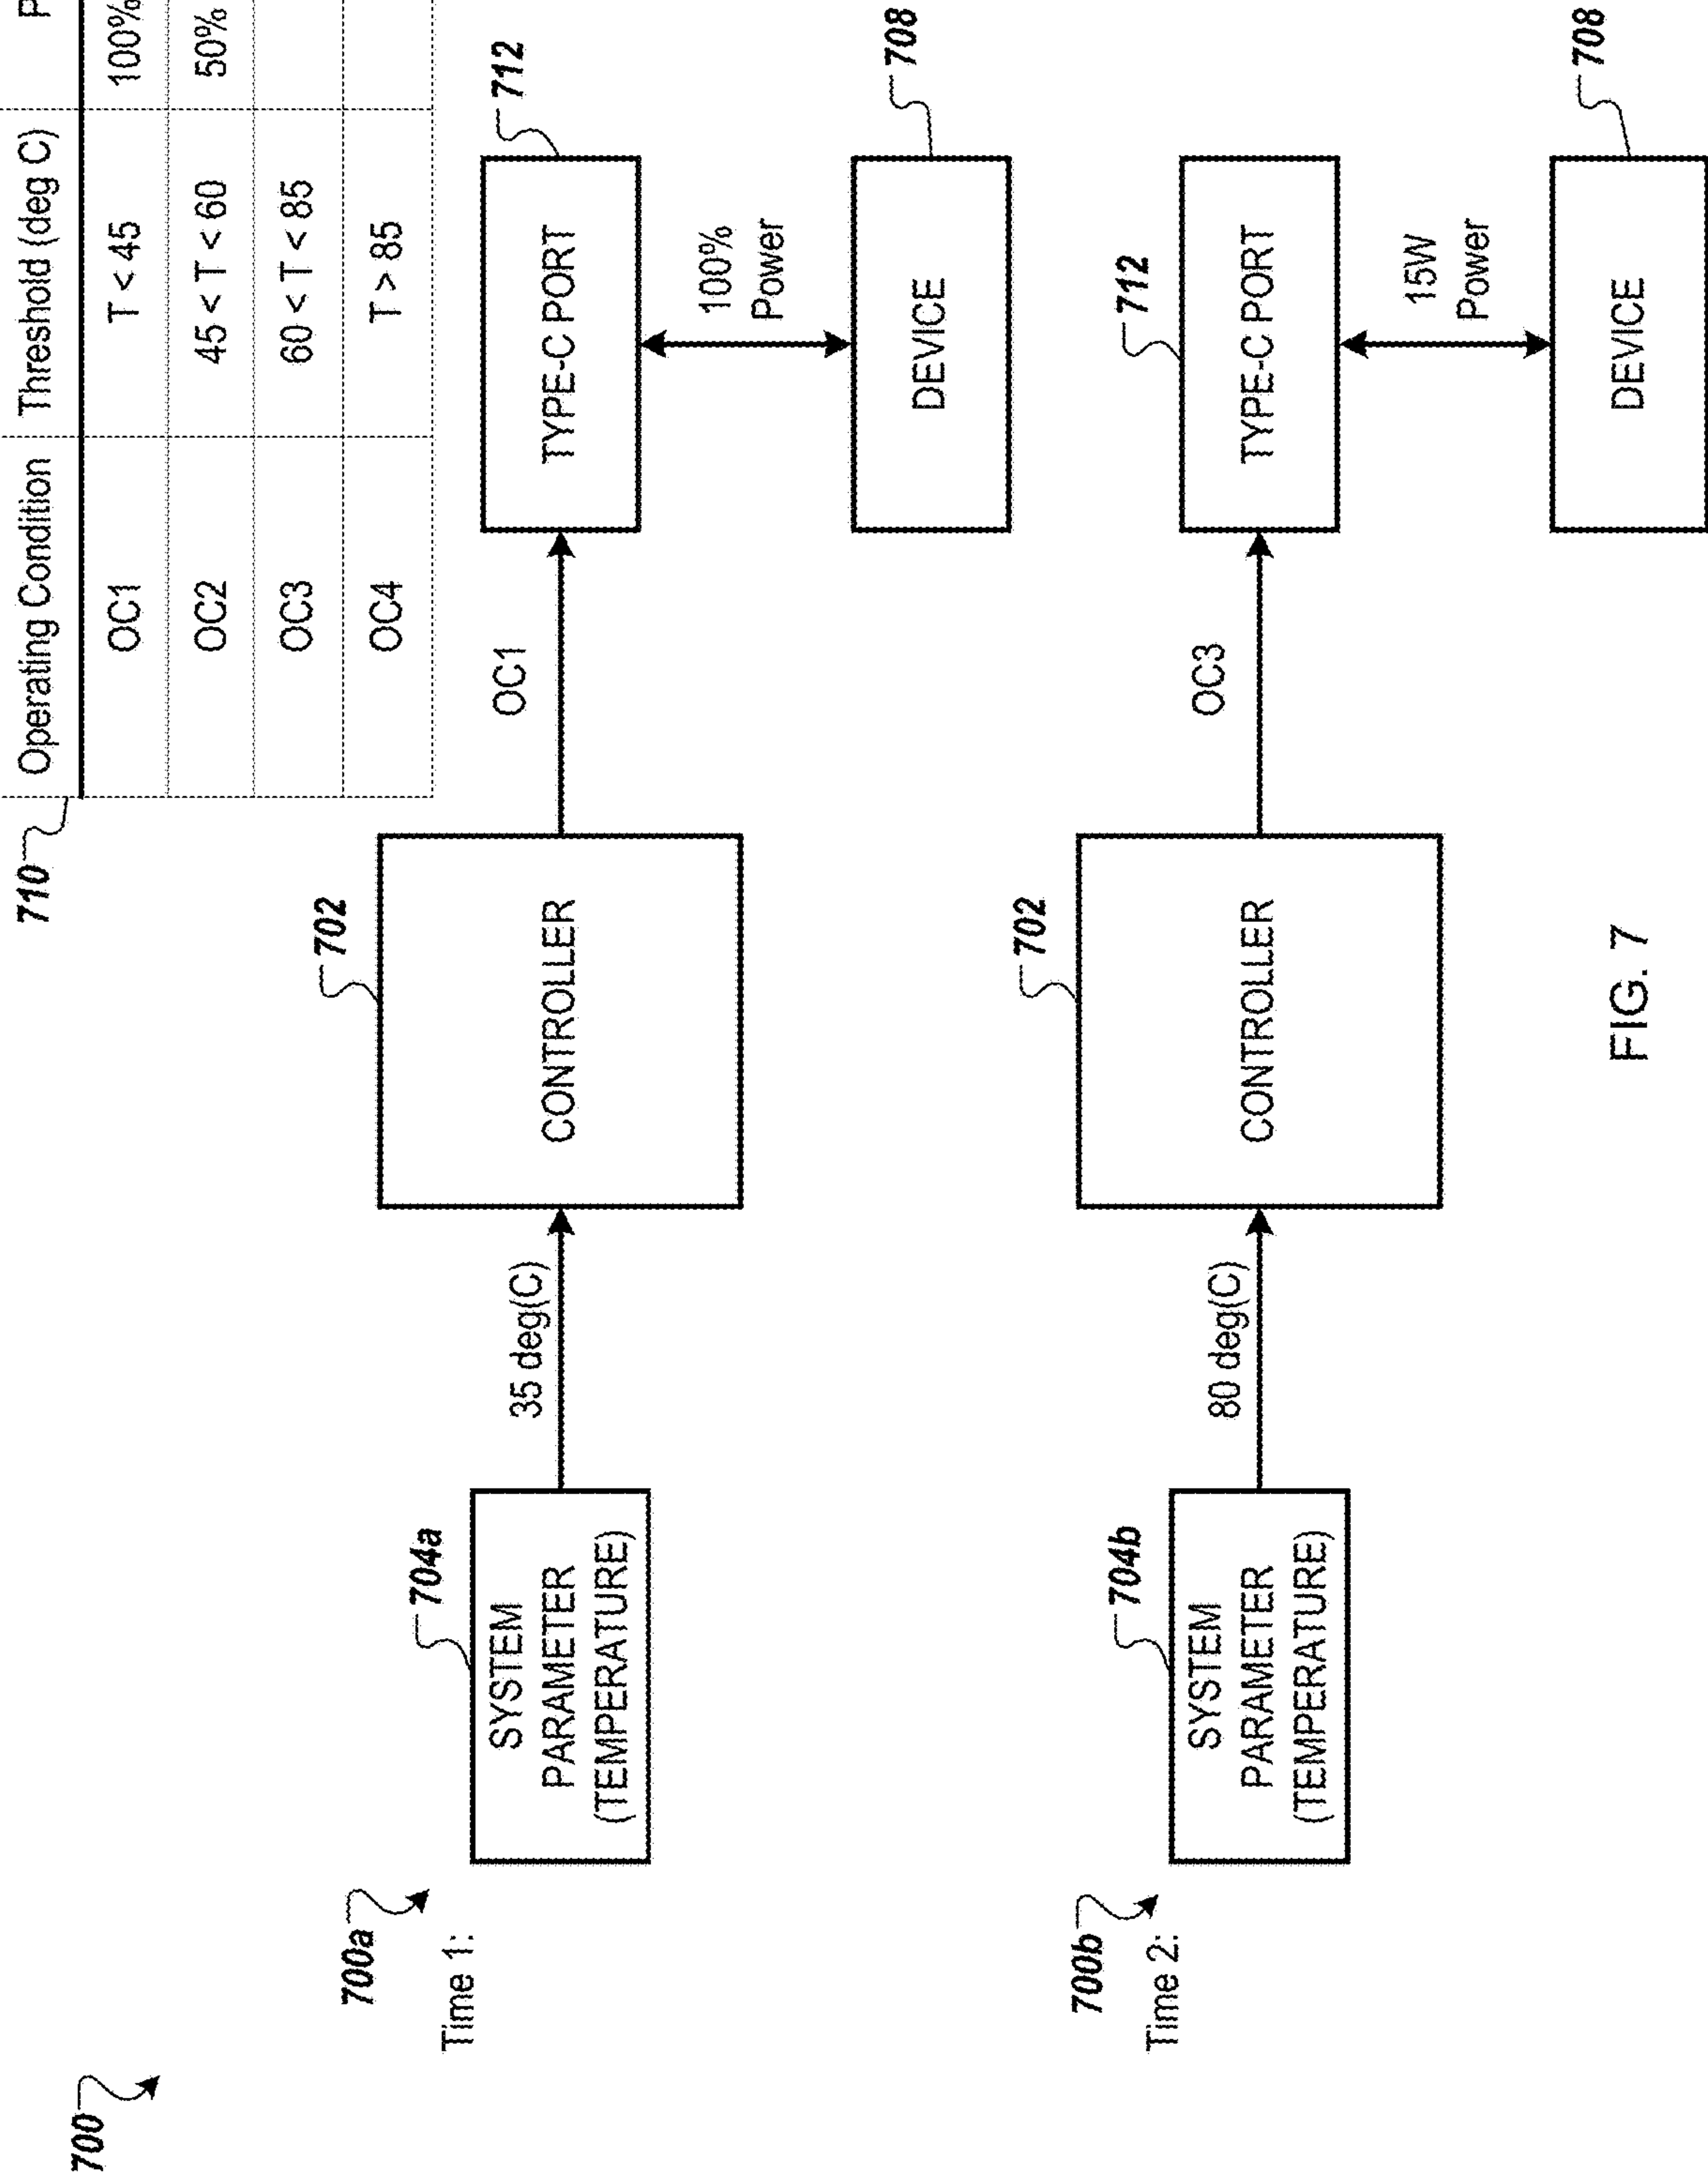 700
710
Operating Condition Threshold (deg C) P
OC1 T < 45 100%
OC2 45 < T < 60 50%
OC3 60 < T < 85
OC4 T > 85
700a
Time 1:
704a
SYSTEM
PARAMETER
(TEMPERATURE)
35 deg(C)
702
CONTROLLER
OC1
712
TYPE-C PORT
100%
Power
708
DEVICE
700b
Time 2:
704b
SYSTEM
PARAMETER
(TEMPERATURE)
80 deg(C)
702
CONTROLLER
OC3
712
TYPE-C PORT
15W
Power
708
DEVICE
FIG. 7